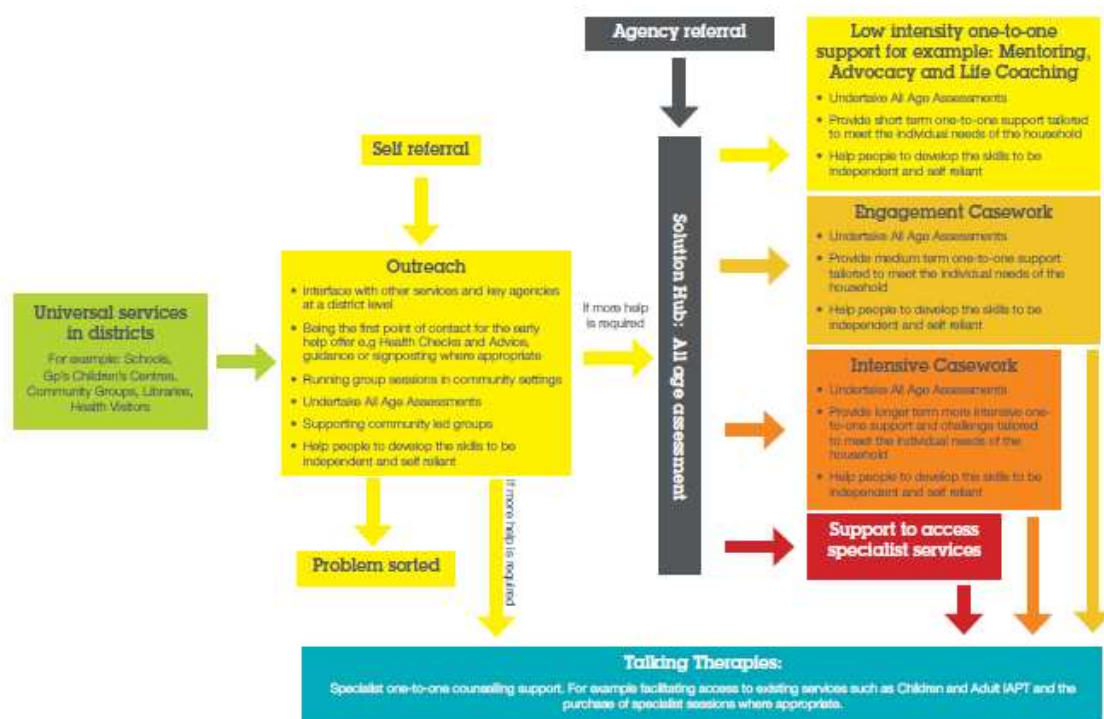 Agency referral
Low intensity one-to-one
support for example: Mentoring,
Advocacy and Life Coaching
• Undertake All Age Assessments
• Provide short term one-to-one support tailored
to meet the individual needs of the household
• Help people to develop the skills to be
independent and self reliant
Self referral
Solution Hub: All age assessment
Engagement Casework
• Undertake All Age Assessments
• Provide medium term one-to-one support
tailored to meet the individual needs of the
household
• Help people to develop the skills to be
independent and self reliant
Outreach
• Interface with other services and key agencies
at a district level
• Being the first point of contact for the early
help offer e.g Health Checks and Advice,
guidance or signposting where appropriate
• Running group sessions in community settings
• Undertake All Age Assessments
• Supporting community led groups
• Help people to develop the skills to be
independent and self reliant
If more help
is required
Universal services
in districts
For example: Schools,
Gp's Children's Centres,
Community Groups, Libraries,
Health Visitors
Intensive Casework
• Undertake All Age Assessments
• Provide longer term more intensive one-
to-one support and challenge tailored
to meet the individual needs of the
household
• Help people to develop the skills to be
independent and self reliant
If more help is required
Problem sorted
Support to access
specialist services
Talking Therapies:
Specialist one-to-one counselling support. For example facilitating access to existing services such as Children and Adult IAPT and the
purchase of specialist sessions where appropriate.